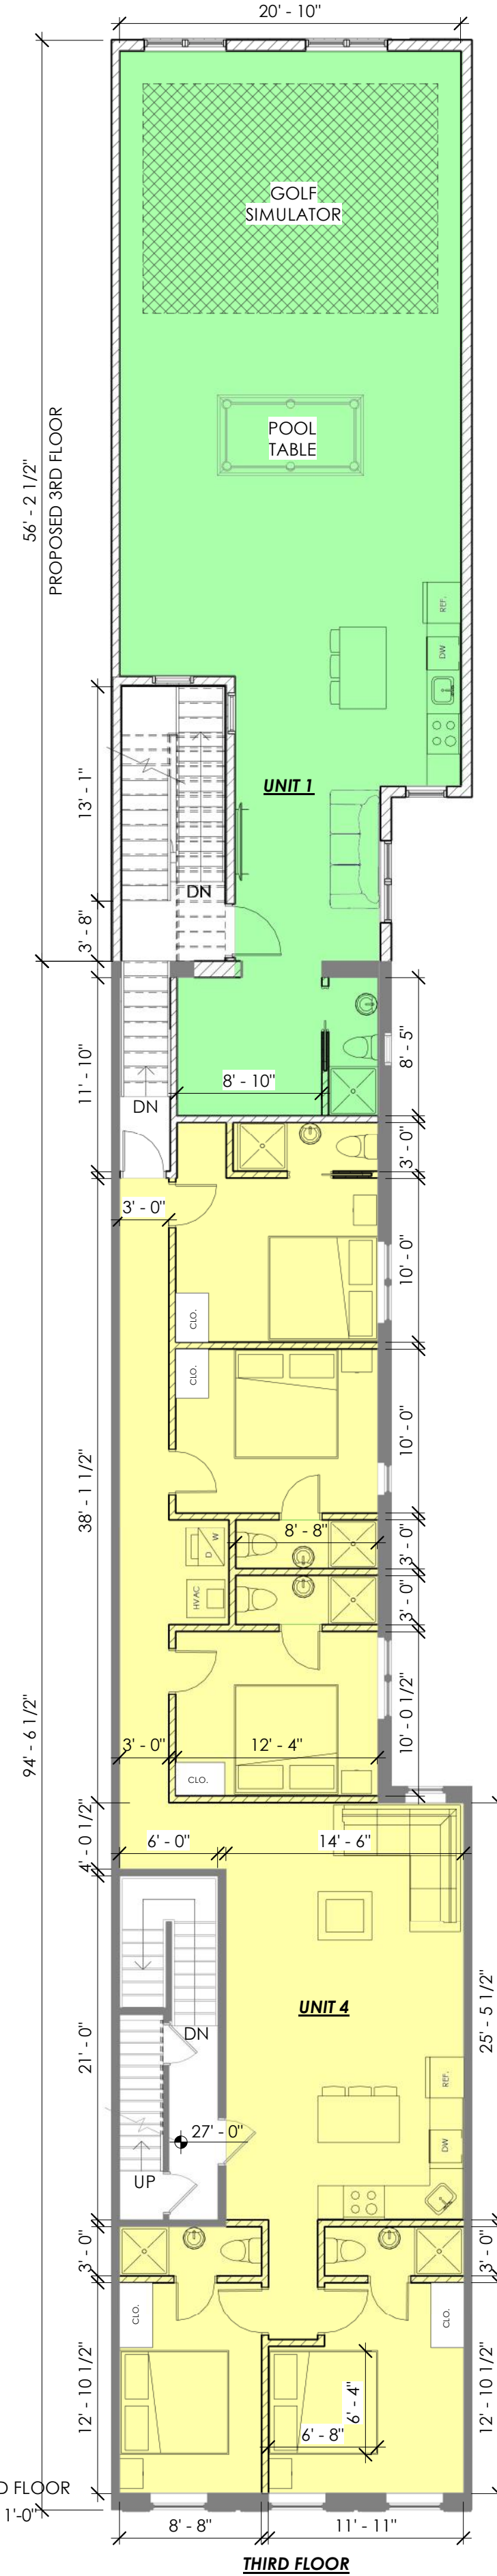 20' - 10"
GOLF
SIMULATOR
POOL
TABLE
56' - 2 1/2"
PROPOSED 3RD FLOOR
REF.
DW
UNIT 1
13' - 1"
DN
3' - 8"
11' - 10"
8' - 10"
8' - 5"
DN
3' - 0"
3' - 0"
10' - 0"
CLO.
CLO.
10' - 0"
38' - 1 1/2"
8' - 8"
W
D
3' - 0"
HVAC
3' - 0"
10' - 0 1/2"
94' - 6 1/2"
3' - 0"
12' - 4"
CLO.
4' - 0 1/2"
6' - 0"
14' - 6"
UNIT 4
25' - 5 1/2"
21' - 0"
DN
REF.
27' - 0"
DW
UP
3' - 0"
3' - 0"
CLO.
CLO.
12' - 10 1/2"
6' - 4"
6' - 8"
12' - 10 1/2"
D FLOOR
1'-0"
8' - 8"
11' - 11"
THIRD FLOOR